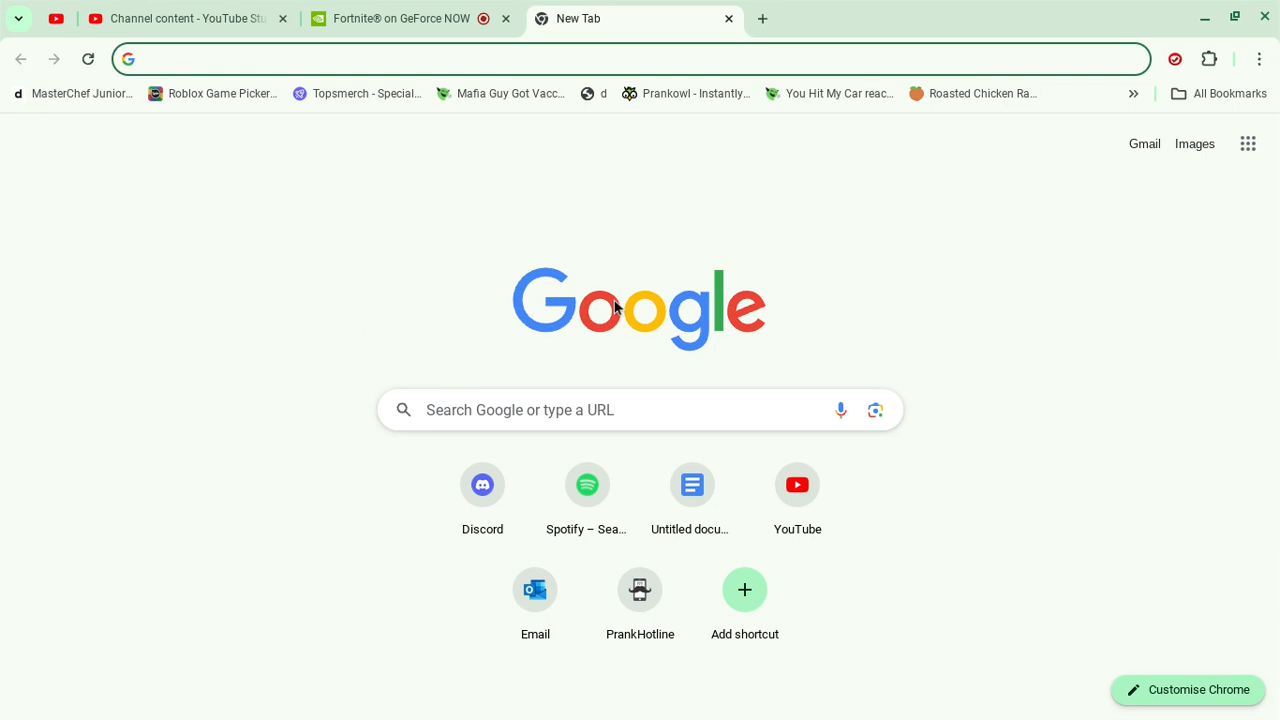 Channel content - YouTube Stu
Fortnite® on GeForce NOW
New Tab
MasterChef Junior...
Roblox Game Picker...
Topsmerch - Special...
Mafia Guy Got Vacc...
d
Prankowl - Instantly...
You Hit My Car reac...
Roasted Chicken Ra...
All Bookmarks
Gmail
Images
Google
Search Google or type a URL
Discord
Spotify – Sea...
Untitled docu...
YouTube
Email
PrankHotline
Add shortcut
Customise Chrome